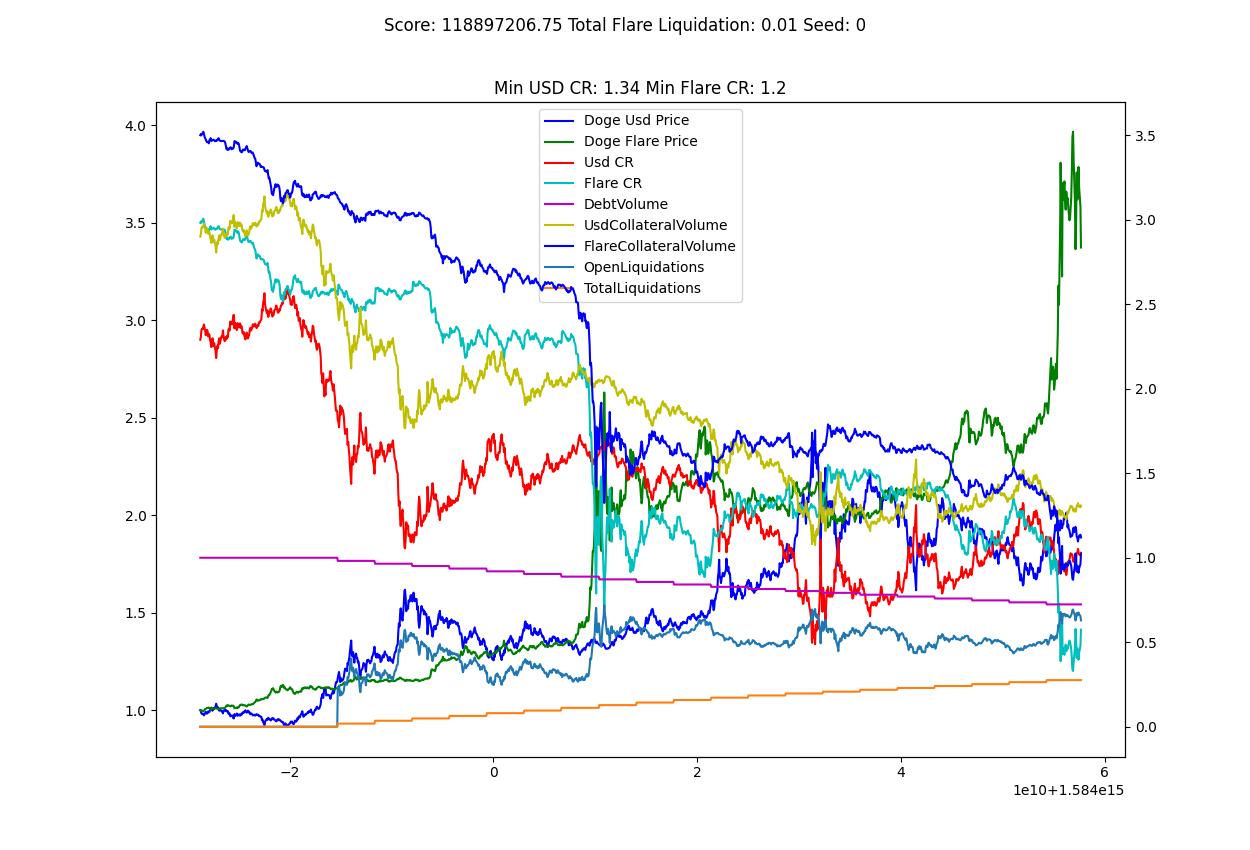 Score: 118897206.75 Total Flare Liquidation: 0.01 Seed: 0
Min USD CR: 1.34 Min Flare CR: 1.2
Doge Usd Price
Doge Flare Price
Usd CR
Flare CR
DebtVolume
UsdCollateralVolume
FlareCollateralVolume
OpenLiquidations
TotalLiquidations
4.0
3.5
3.0
2.5
2.0
1.5
1.0
3.5
3.0
2.5
2.0
1.5
1.0
0.5
0.0
−2
0
2
4
6
1e10+1.584e15